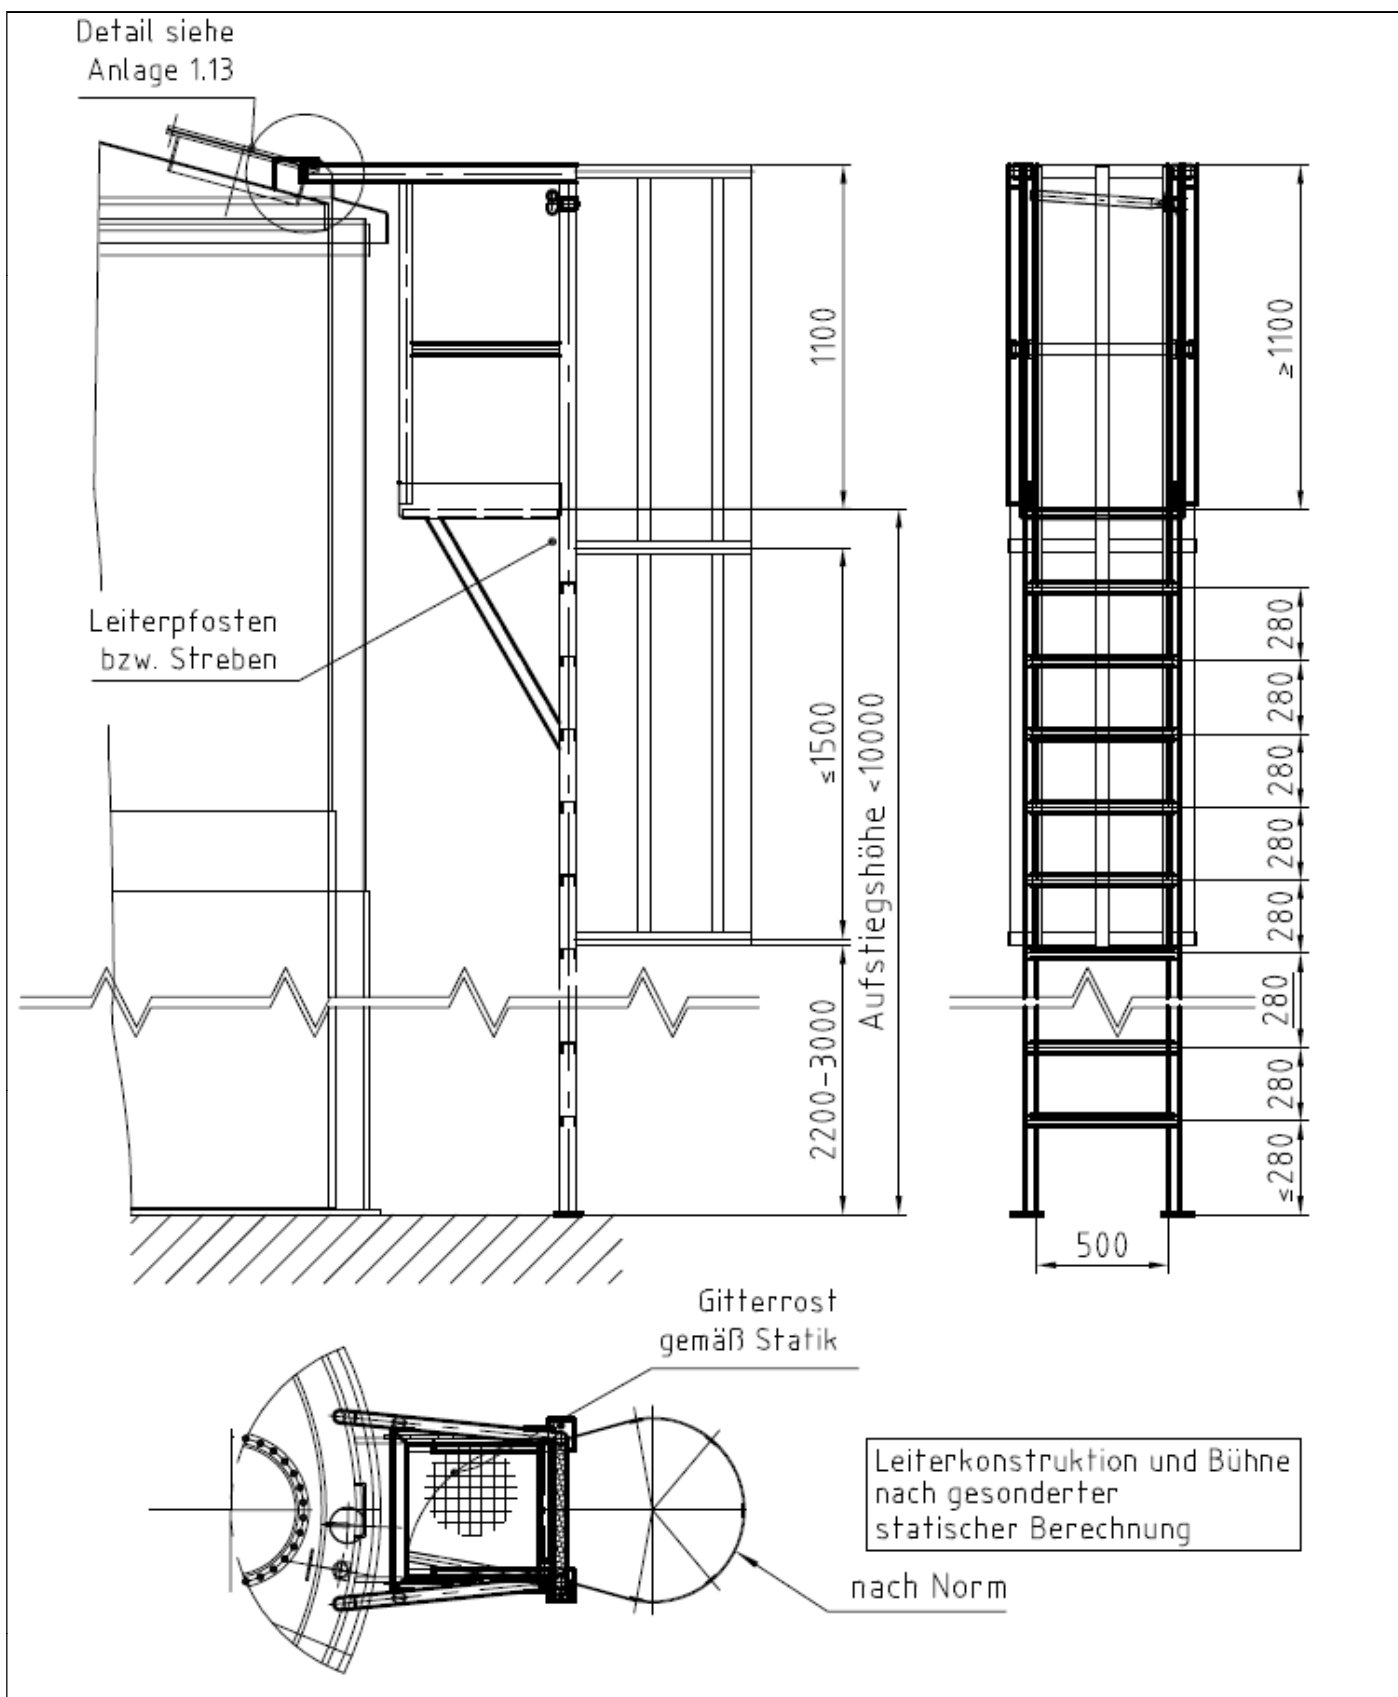 Detail siehe
Anlage 1.13
1100
≥1100
Leiterpfosten
bzw. Streben
≤1500
Aufstiegshöhe <10000
2200-3000
280
280
280
280
280
280
280
≤280
500
Gitterrost
gemäß Statik
Leiterkonstruktion und Bühne
nach gesonderter
statischer Berechnung
nach Norm